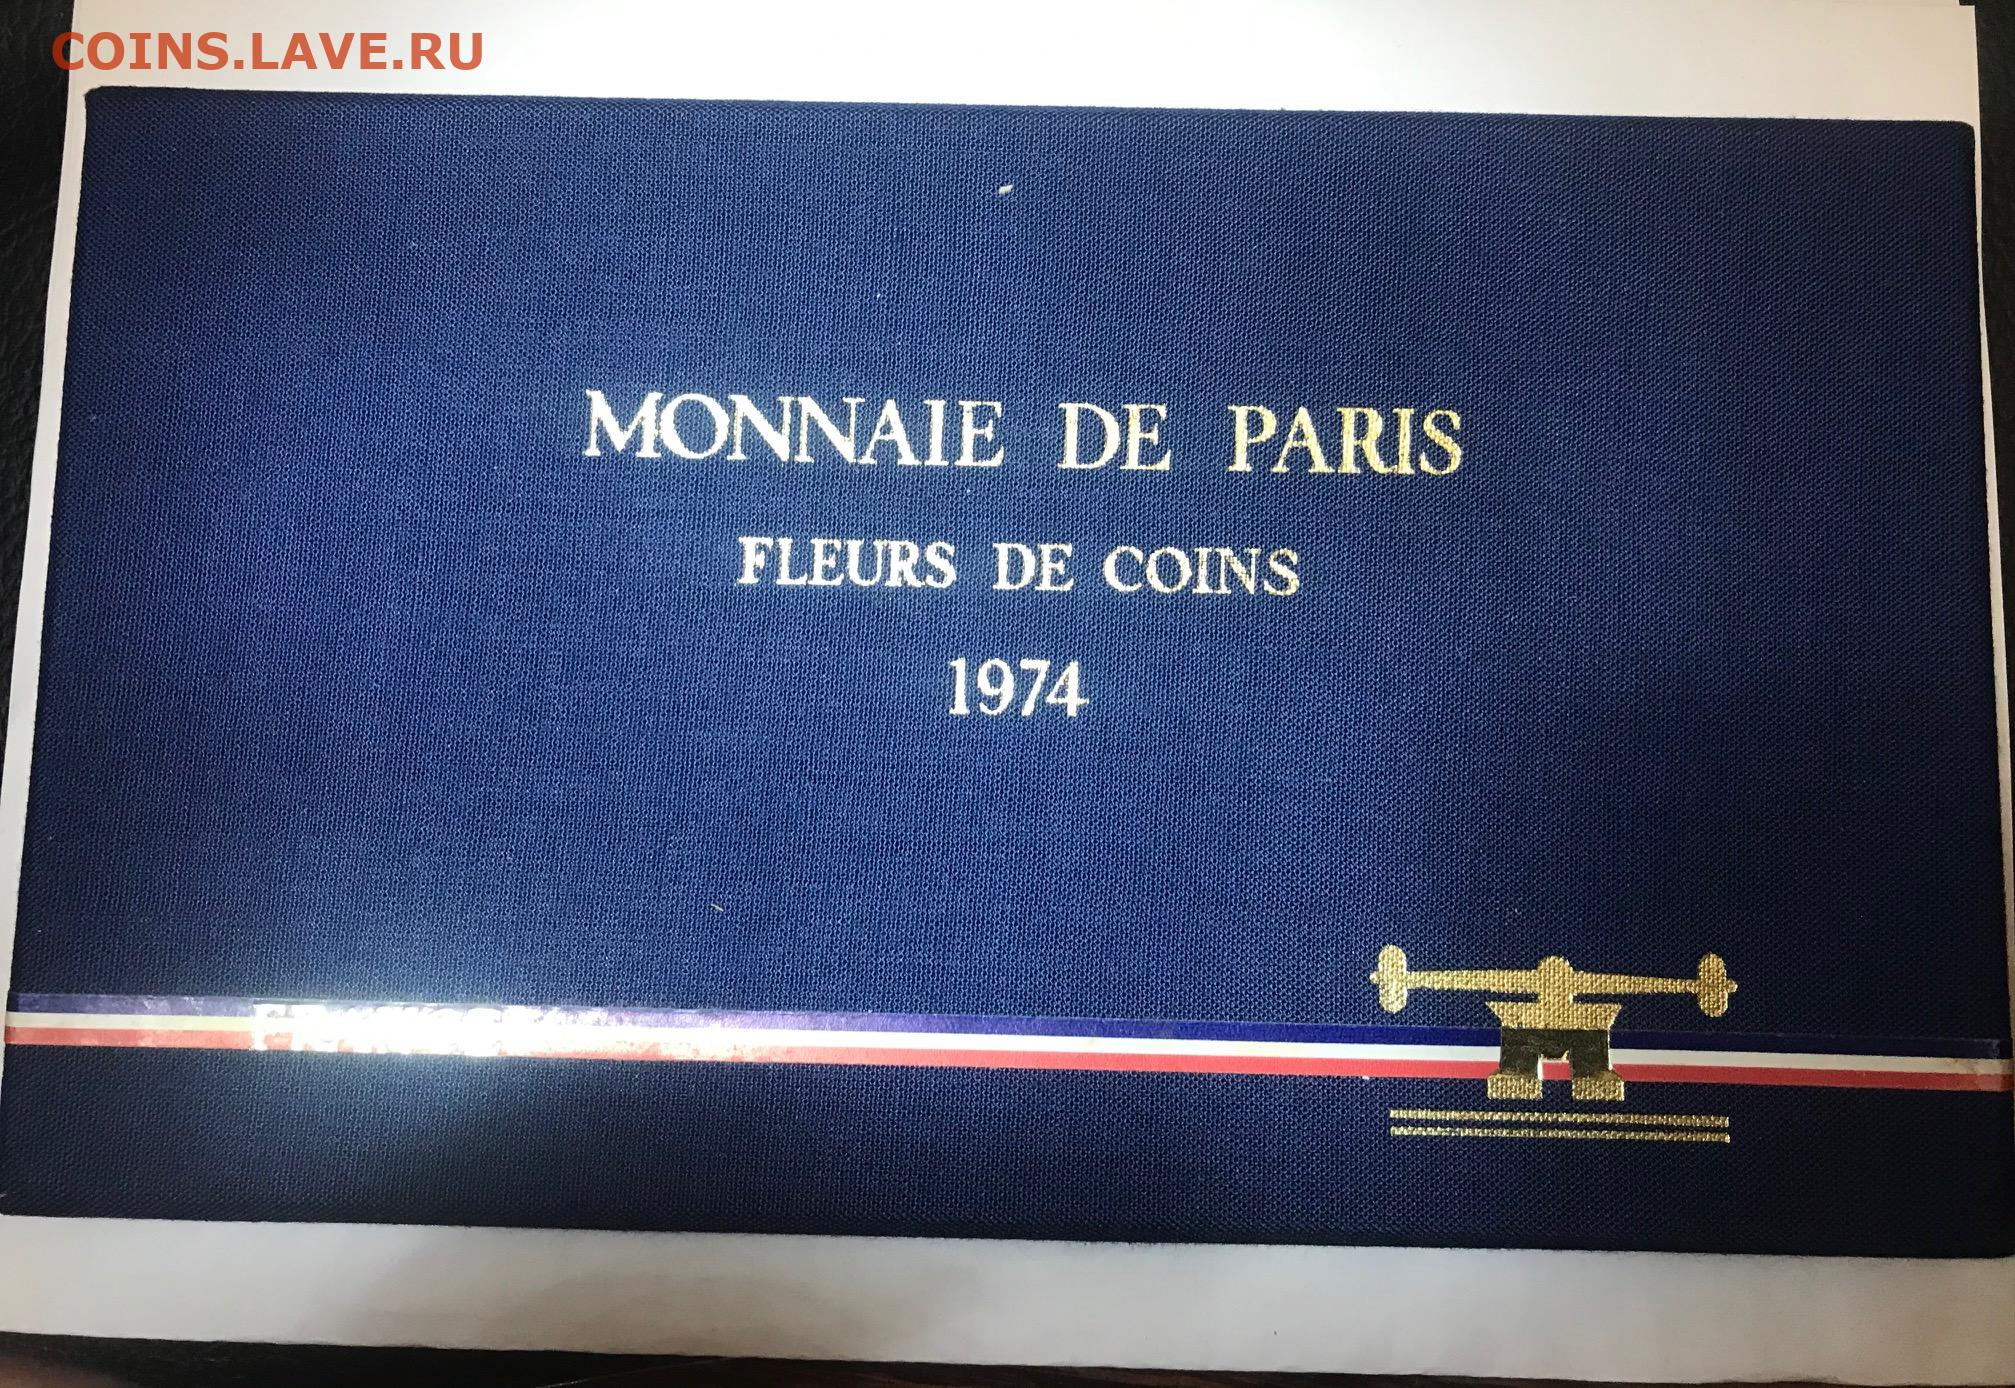 COINS.LAVE.RU
MONNAIE DE PARIS
FLEURS DE COINS
1974